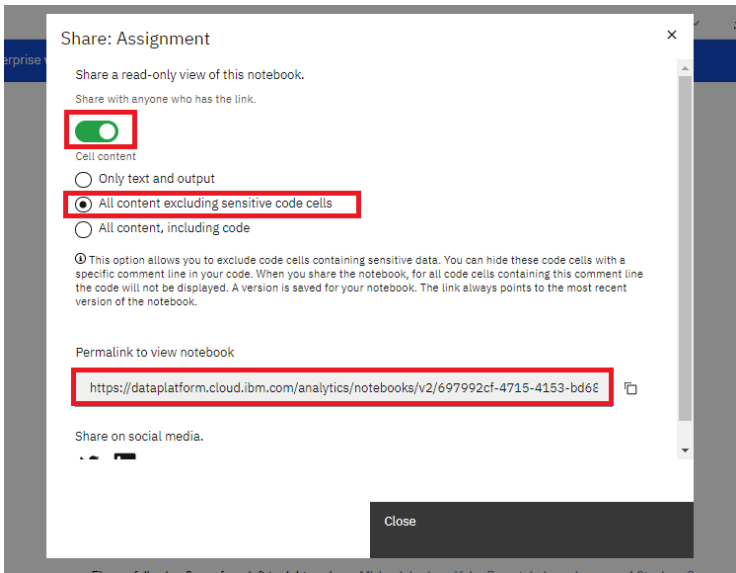 Share: Assignment
erprise
Share a read-only view of this notebook.
Share with anyone who has the link.
Cell content
Only text and output
All content excluding sensitive code cells
All content, including code
This option allows you to exclude code cells containing sensitive data. You can hide these code cells with a
specific comment line in your code. When you share the notebook, for all code cells containing this comment line
the code will not be displayed. A version is saved for your notebook. The link always points to the most recent
version of the notebook.
Permalink to view notebook
https://dataplatform.cloud.ibm.com/analytics/notebooks/v2/697992cf-4715-4153-bd68
Share on social media.
Close